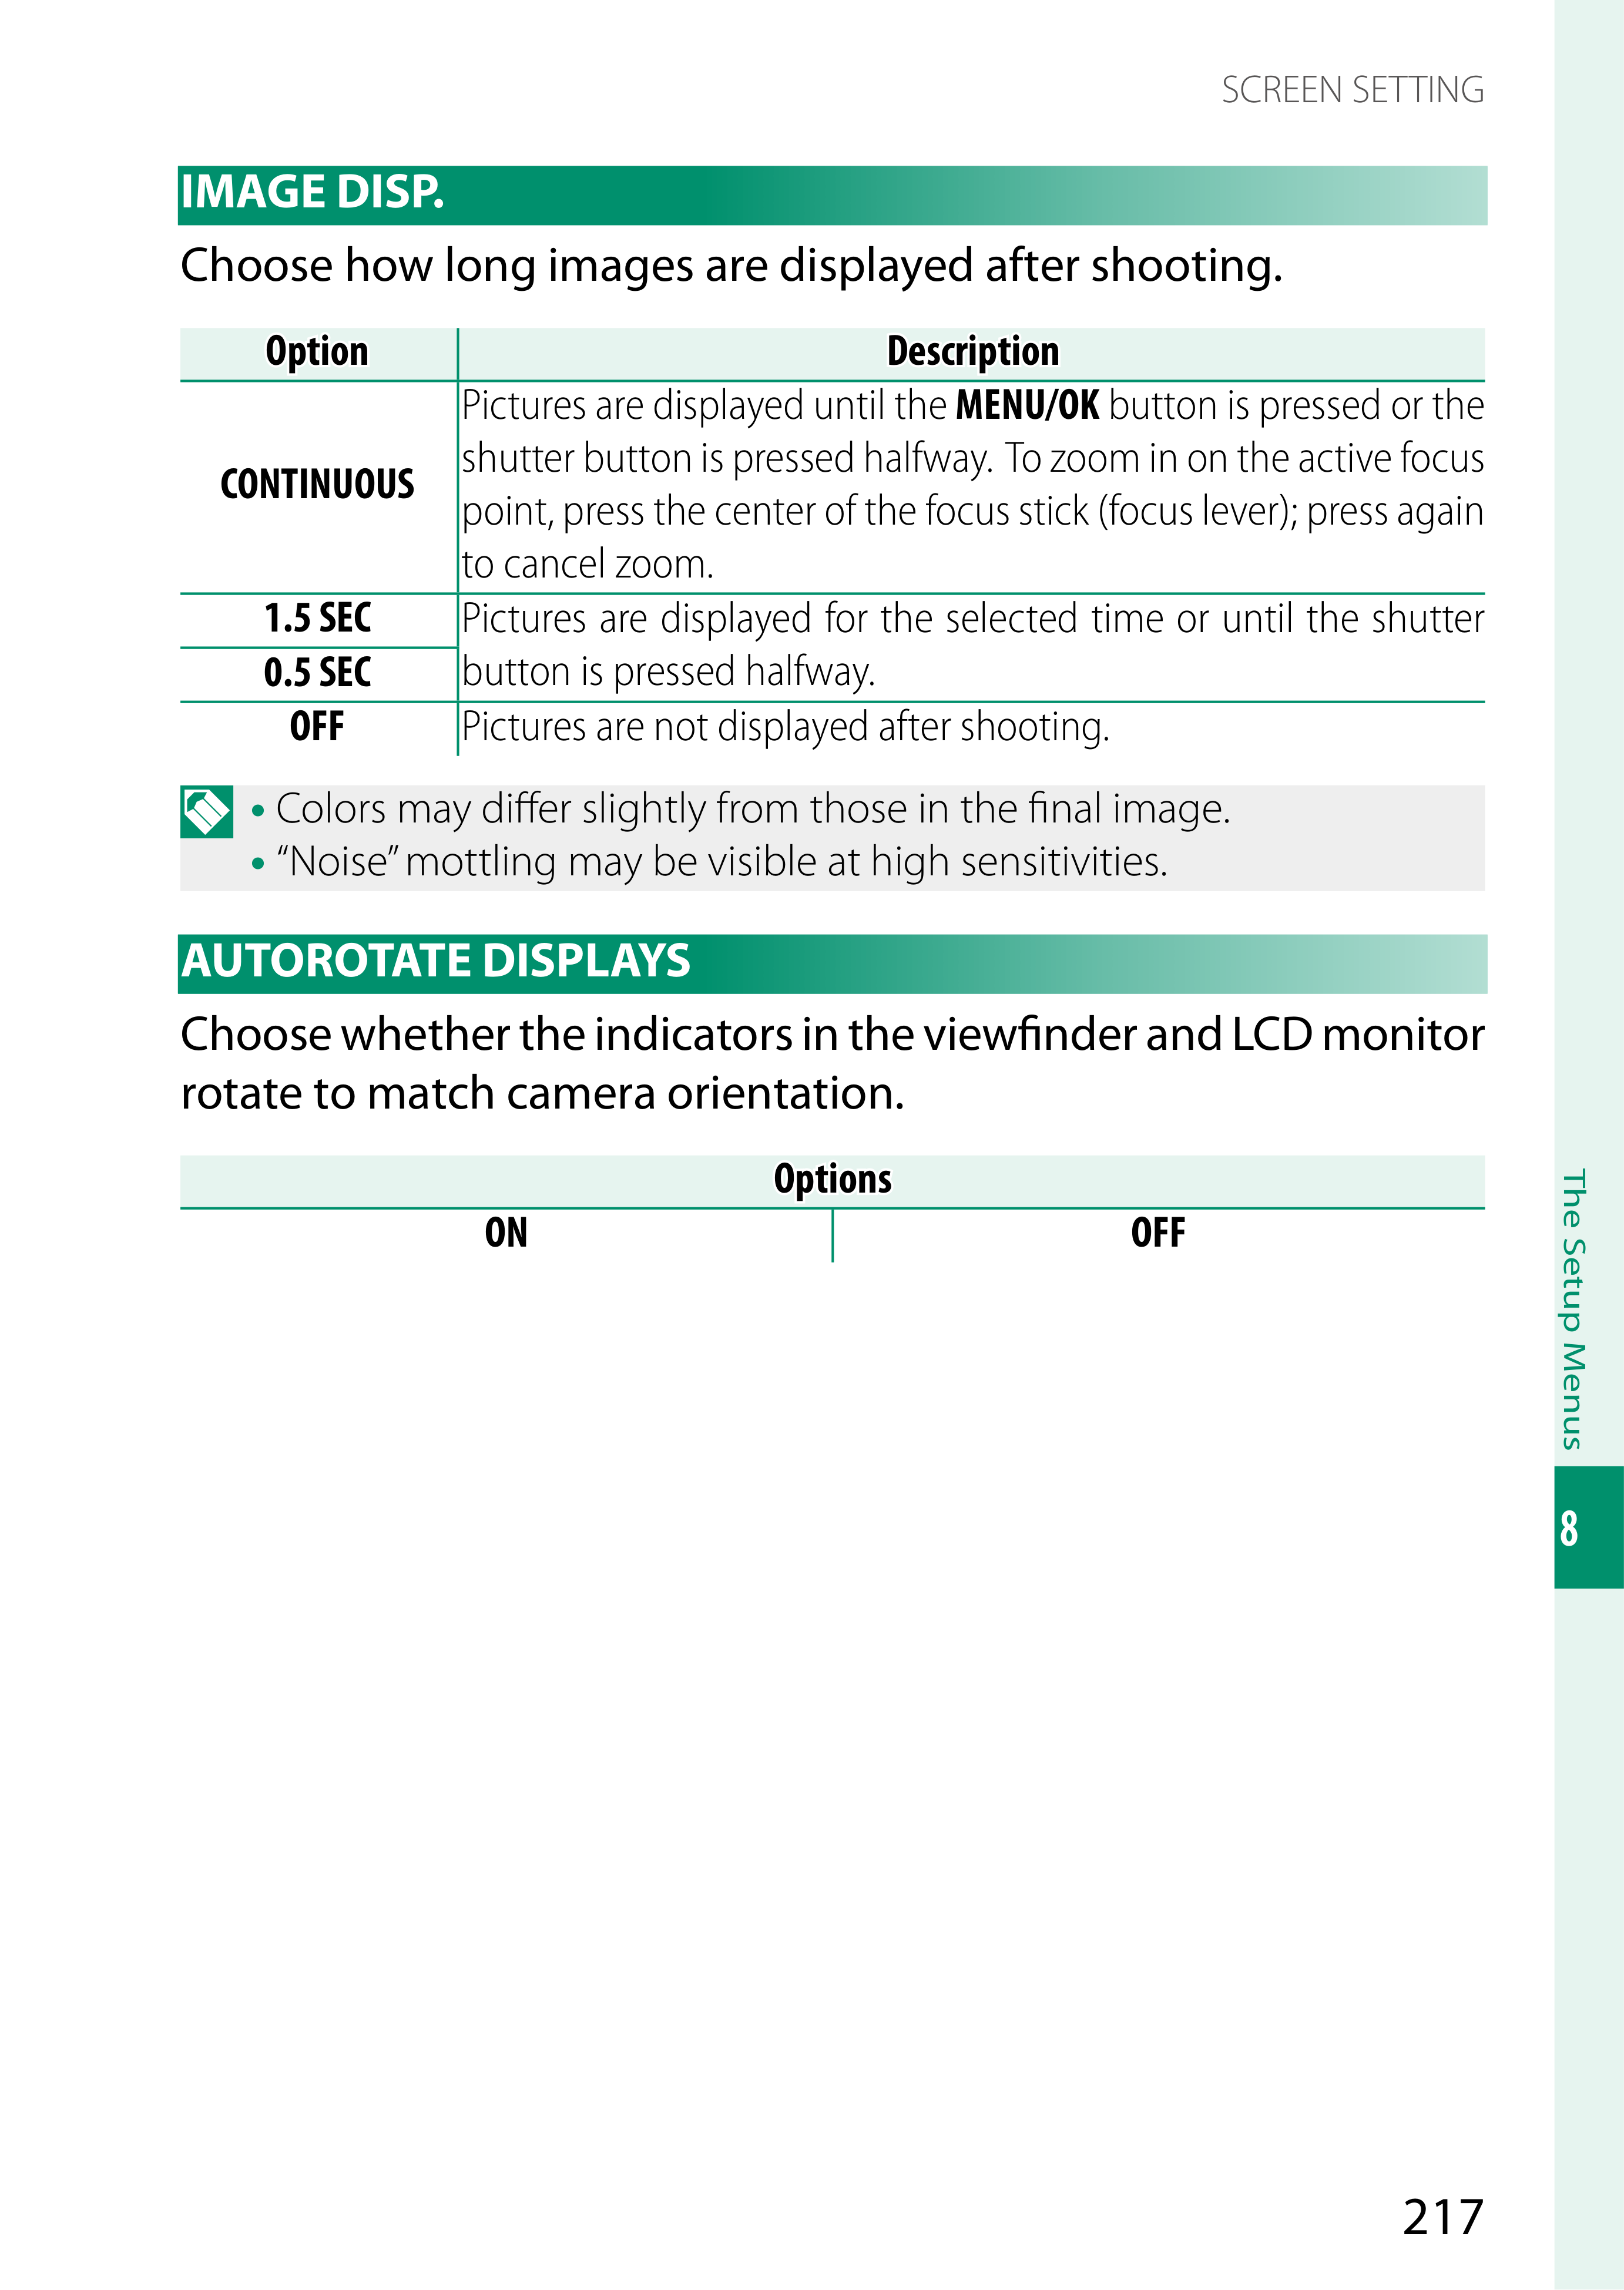 SCREEN SETTING
IMAGE DISP.
Choose how long images are displayed after shooting.
Option
Description
CONTINUOUS
Pictures are displayed until the MENU/OK button is pressed or the
shutter button is pressed halfway. To zoom in on the active focus
point, press the center of the focus stick (focus lever); press again
to cancel zoom.
1.5 SEC
0.5 SEC
Pictures are displayed for the selected time or until the shutter
button is pressed halfway.
OFF
Pictures are not displayed after shooting.
• Colors may differ slightly from those in the final image.
• “Noise” mottling may be visible at high sensitivities.
AUTOROTATE DISPLAYS
Choose whether the indicators in the viewfinder and LCD monitor
rotate to match camera orientation.
Options
ON
OFF
The Setup Menus
8
217